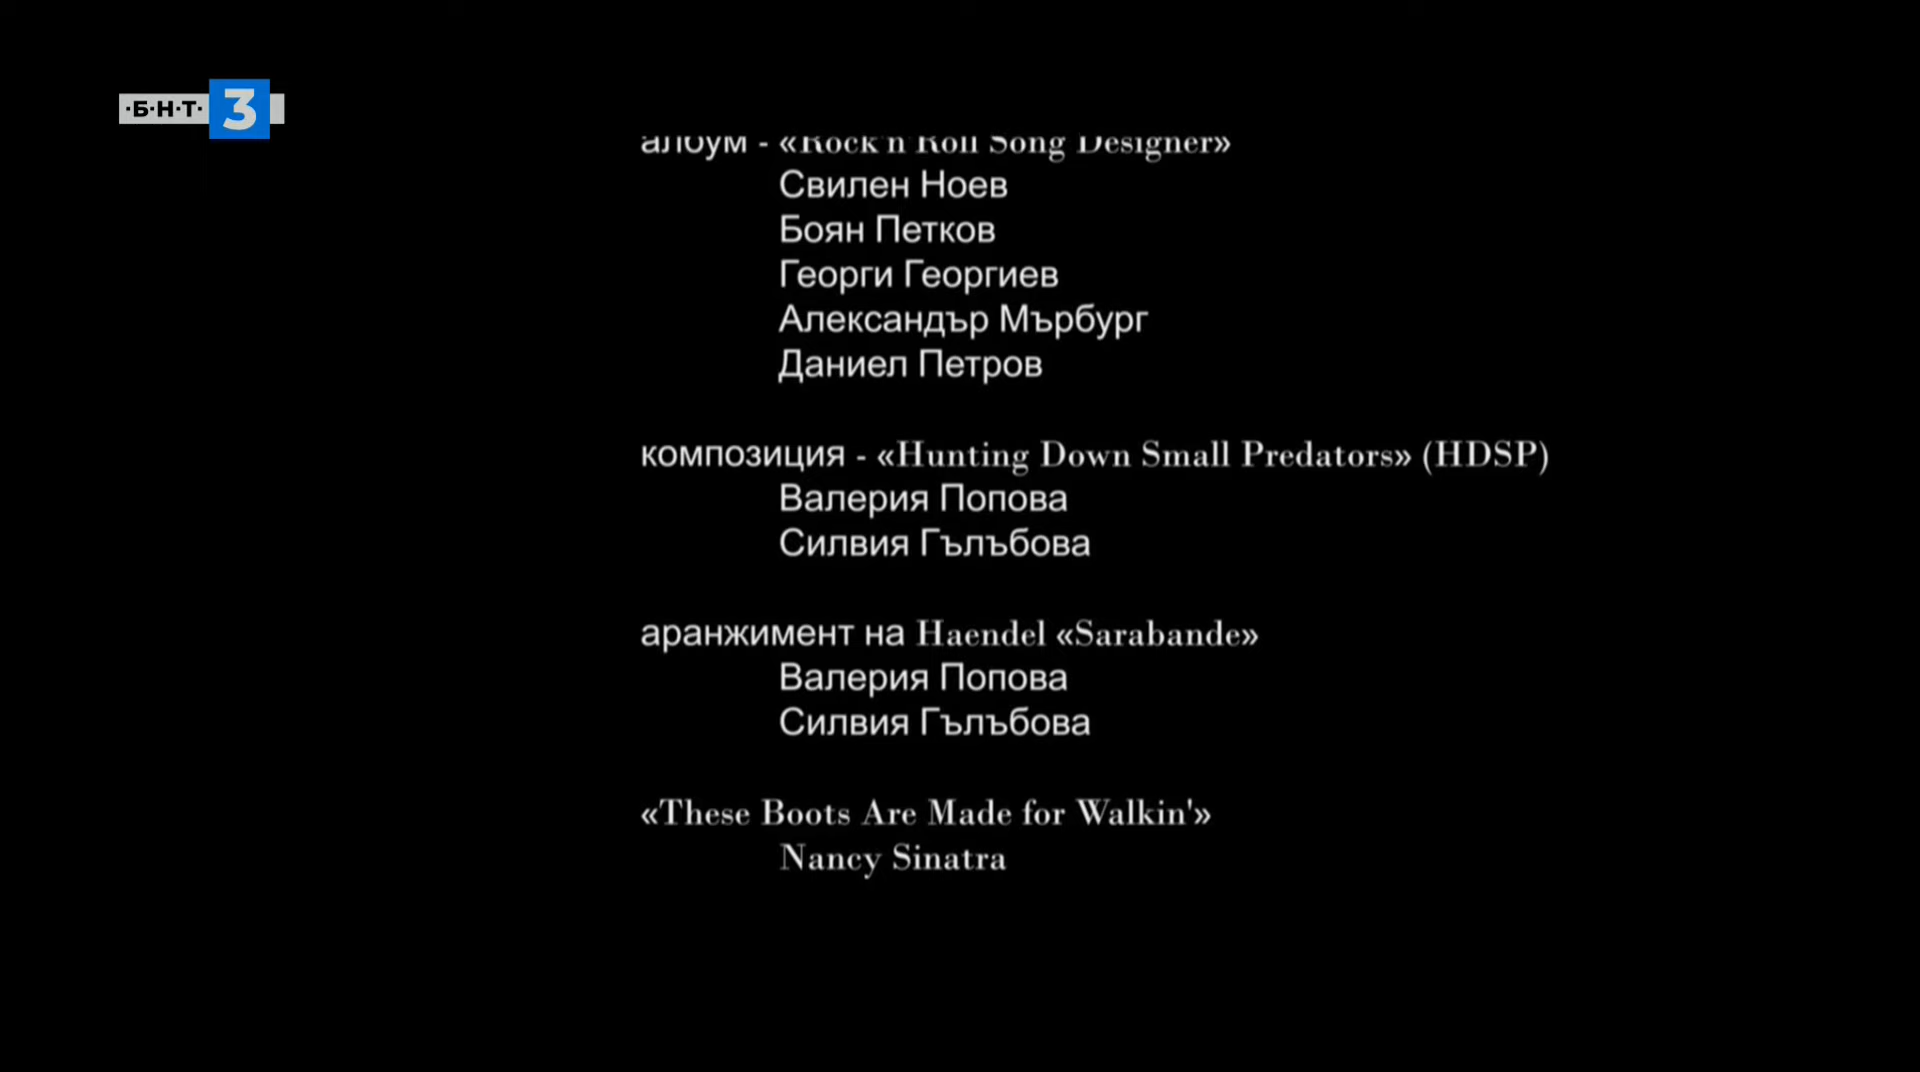 ·Б·Н·Т· 3
албум - «Rock'n Roll Song Designer»
Свилен Ноев
Боян Петков
Георги Георгиев
Александър Мърбург
Даниел Петров
композиция - «Hunting Down Small Predators» (HDSP)
Валерия Попова
Силвия Гълъбова
аранжимент на Haendel «Sarabande»
Валерия Попова
Силвия Гълъбова
«These Boots Are Made for Walkin'»
Nancy Sinatra